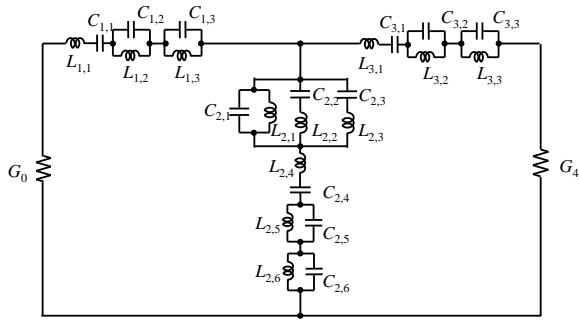 C1,1 C1,2 C1,3
L1,1 L1,2 L1,3
C3,1 C3,2 C3,3
L3,1 L3,2 L3,3
C2,1 C2,2 C2,3
L2,1 L2,2 L2,3
L2,4
C2,4
G0 G4
L2,5 C2,5
L2,6 C2,6